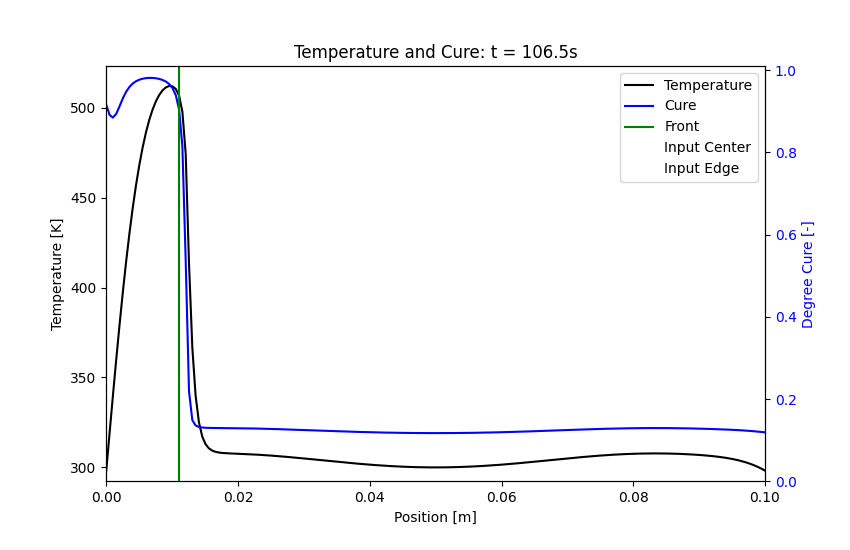 Temperature and Cure: t = 106.5s
Temperature
Cure
Front
Input Center
Input Edge
Temperature [K]
500
450
400
350
300
Degree Cure [-]
1.0
0.8
0.6
0.4
0.2
0.0
0.00 0.02 0.04 0.06 0.08 0.10
Position [m]